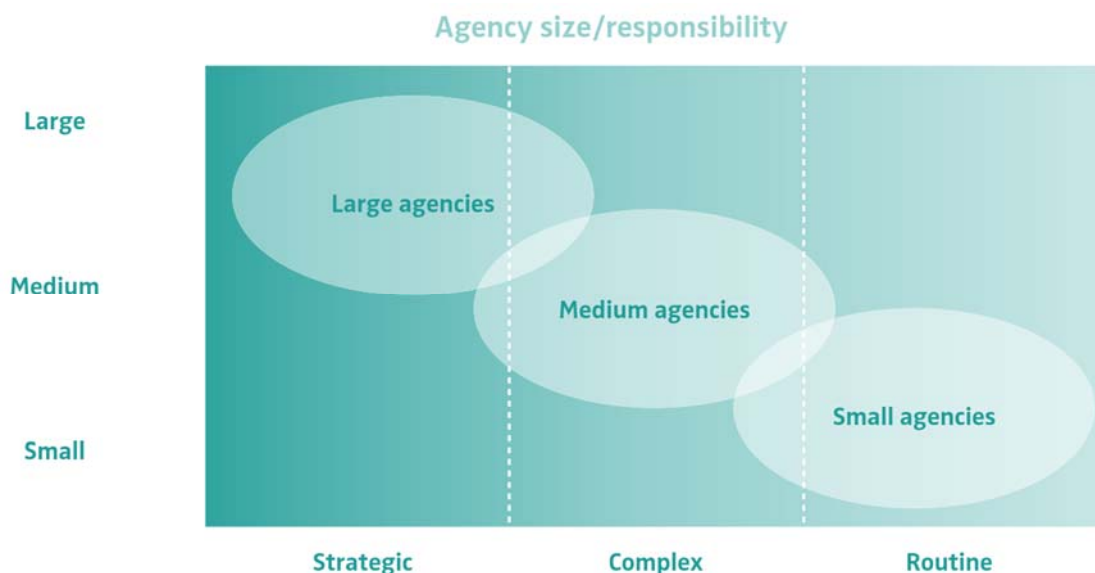 Agency size/responsibility
Large
Large agencies
Medium
Medium agencies
Small agencies
Small
Strategic Complex Routine